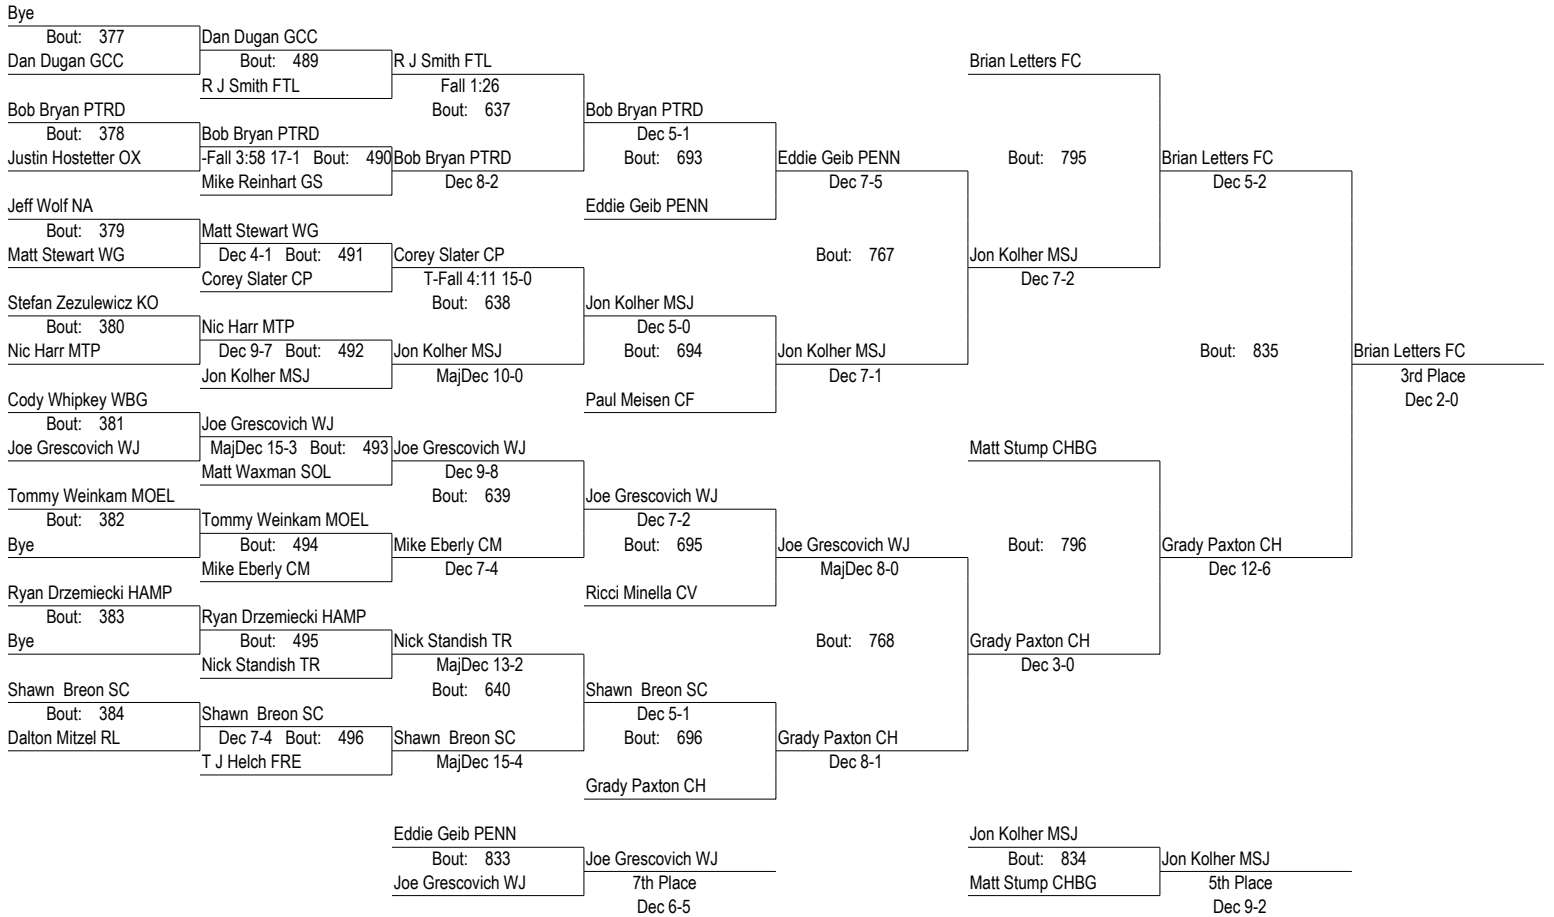 Bye
Bout: 377 Dan Dugan GCC
Dan Dugan GCC Bout: 489 R J Smith FTL Brian Letters FC
R J Smith FTL Fall 1:26
Bob Bryan PTRD Bout: 637 Bob Bryan PTRD
Bout: 378 Bob Bryan PTRD Dec 5-1
Justin Hostetter OX -Fall 3:58 17-1 Bout: 490 Bob Bryan PTRD Bout: 693 Eddie Geib PENN Bout: 795 Brian Letters FC
Mike Reinhart GS Dec 8-2 Dec 7-5 Dec 5-2
Jeff Wolf NA Eddie Geib PENN
Bout: 379 Matt Stewart WG
Matt Stewart WG Dec 4-1 Bout: 491 Corey Slater CP Bout: 767 Jon Kolher MSJ
Corey Slater CP T-Fall 4:11 15-0 Dec 7-2
Stefan Zezulewicz KO Bout: 638 Jon Kolher MSJ
Bout: 380 Nic Harr MTP Dec 5-0
Nic Harr MTP Dec 9-7 Bout: 492 Jon Kolher MSJ Bout: 694 Jon Kolher MSJ Bout: 835 Brian Letters FC
Jon Kolher MSJ MajDec 10-0 Dec 7-1 3rd Place
Cody Whipkey WBG Paul Meisen CF Dec 2-0
Bout: 381 Joe Grescovich WJ
Joe Grescovich WJ MajDec 15-3 Bout: 493 Joe Grescovich WJ Matt Stump CHBG
Matt Waxman SOL Dec 9-8
Tommy Weinkam MOEL Bout: 639 Joe Grescovich WJ
Bout: 382 Tommy Weinkam MOEL Dec 7-2
Bye Bout: 494 Mike Eberly CM Bout: 695 Joe Grescovich WJ Bout: 796 Grady Paxton CH
Mike Eberly CM Dec 7-4 MajDec 8-0 Dec 12-6
Ryan Drzemiecki HAMP Ricci Minella CV
Bout: 383 Ryan Drzemiecki HAMP
Bye Bout: 495 Nick Standish TR Bout: 768 Grady Paxton CH
Nick Standish TR MajDec 13-2 Dec 3-0
Shawn Breon SC Bout: 640 Shawn Breon SC
Bout: 384 Shawn Breon SC Dec 5-1
Dalton Mitzel RL Dec 7-4 Bout: 496 Shawn Breon SC Bout: 696 Grady Paxton CH
T J Helch FRE MajDec 15-4 Dec 8-1
Grady Paxton CH
Eddie Geib PENN Jon Kolher MSJ
Bout: 833 Joe Grescovich WJ Bout: 834 Jon Kolher MSJ
Joe Grescovich WJ 7th Place Matt Stump CHBG 5th Place
Dec 6-5 Dec 9-2